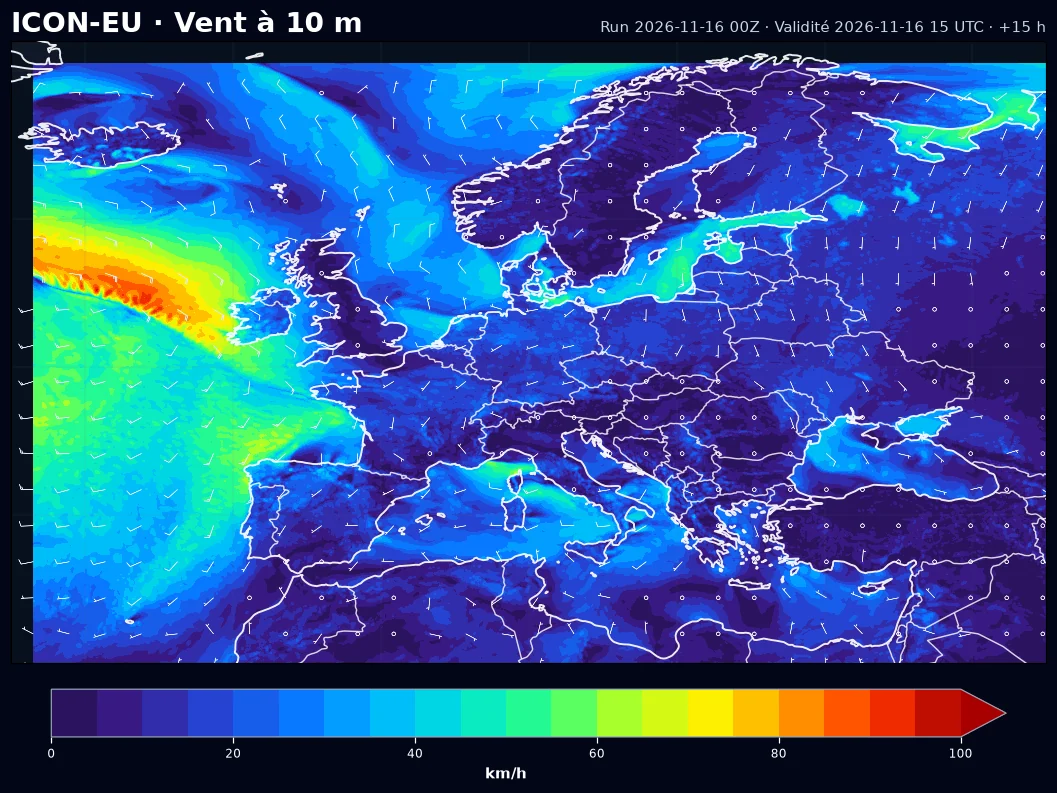 ICON-EU · Vent à 10 m
Run 2026-11-16 00Z · Validité 2026-11-16 15 UTC · +15 h
0 20 40 60 80 100
km/h